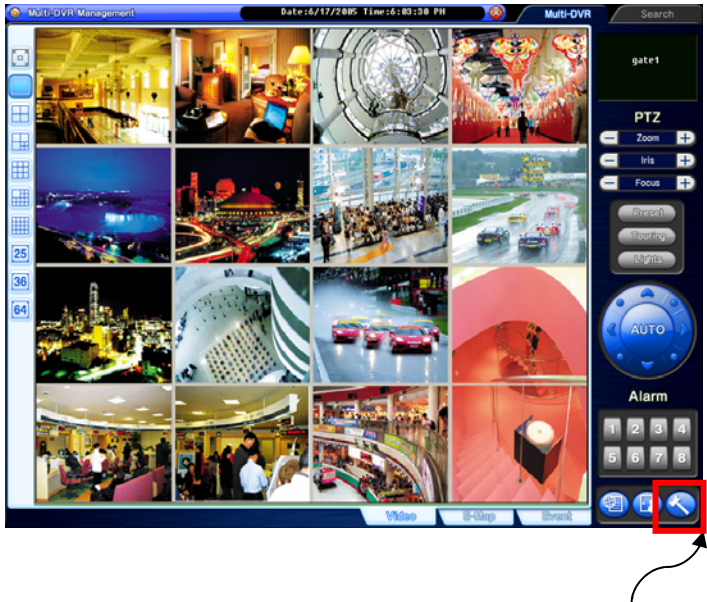 Multi-DVR Management
Date:6/17/2005 Time:6:03:30 PM
Multi-DVR
Search
gate1
PTZ
Zoom
Iris
Focus
Preset
Touring
Lights
AUTO
25
36
64
Alarm
1 2 3 4
5 6 7 8
Video
E-Map
Event